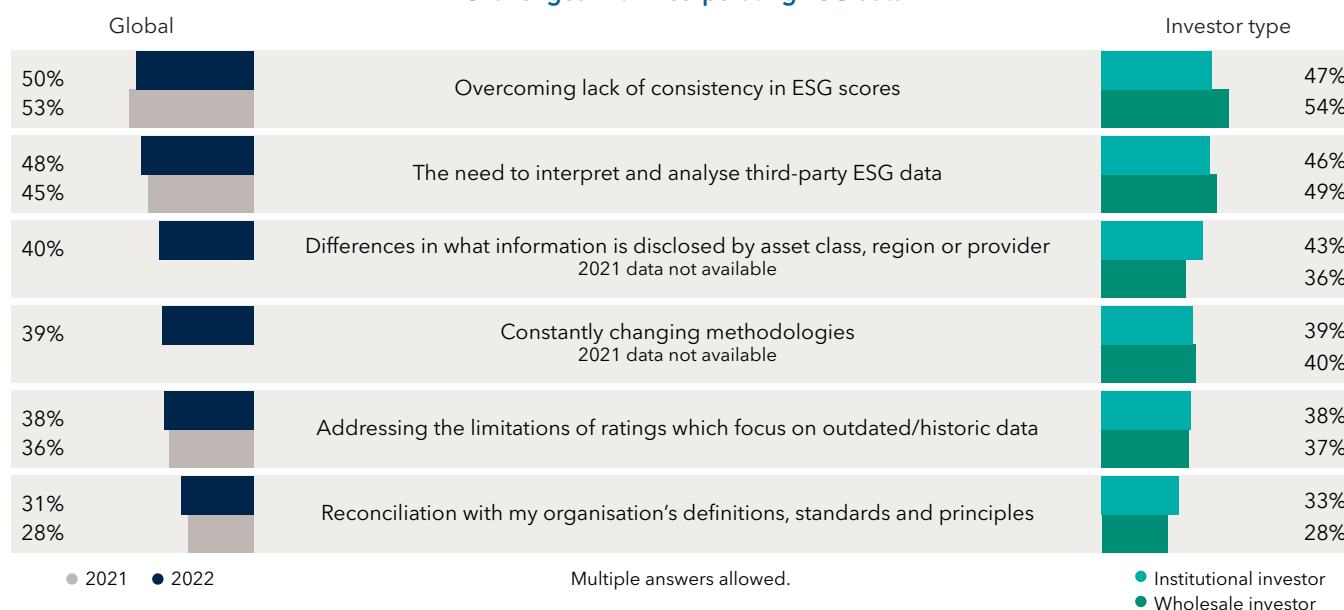 Global
Investor type
50%
53%
Overcoming lack of consistency in ESG scores
47%
54%
48%
45%
The need to interpret and analyse third-party ESG data
46%
49%
40%
Differences in what information is disclosed by asset class, region or provider
2021 data not available
43%
36%
39%
Constantly changing methodologies
2021 data not available
39%
40%
38%
36%
Addressing the limitations of ratings which focus on outdated/historic data
38%
37%
31%
28%
Reconciliation with my organisation’s definitions, standards and principles
33%
28%
2021
2022
Multiple answers allowed.
Institutional investor
Wholesale investor